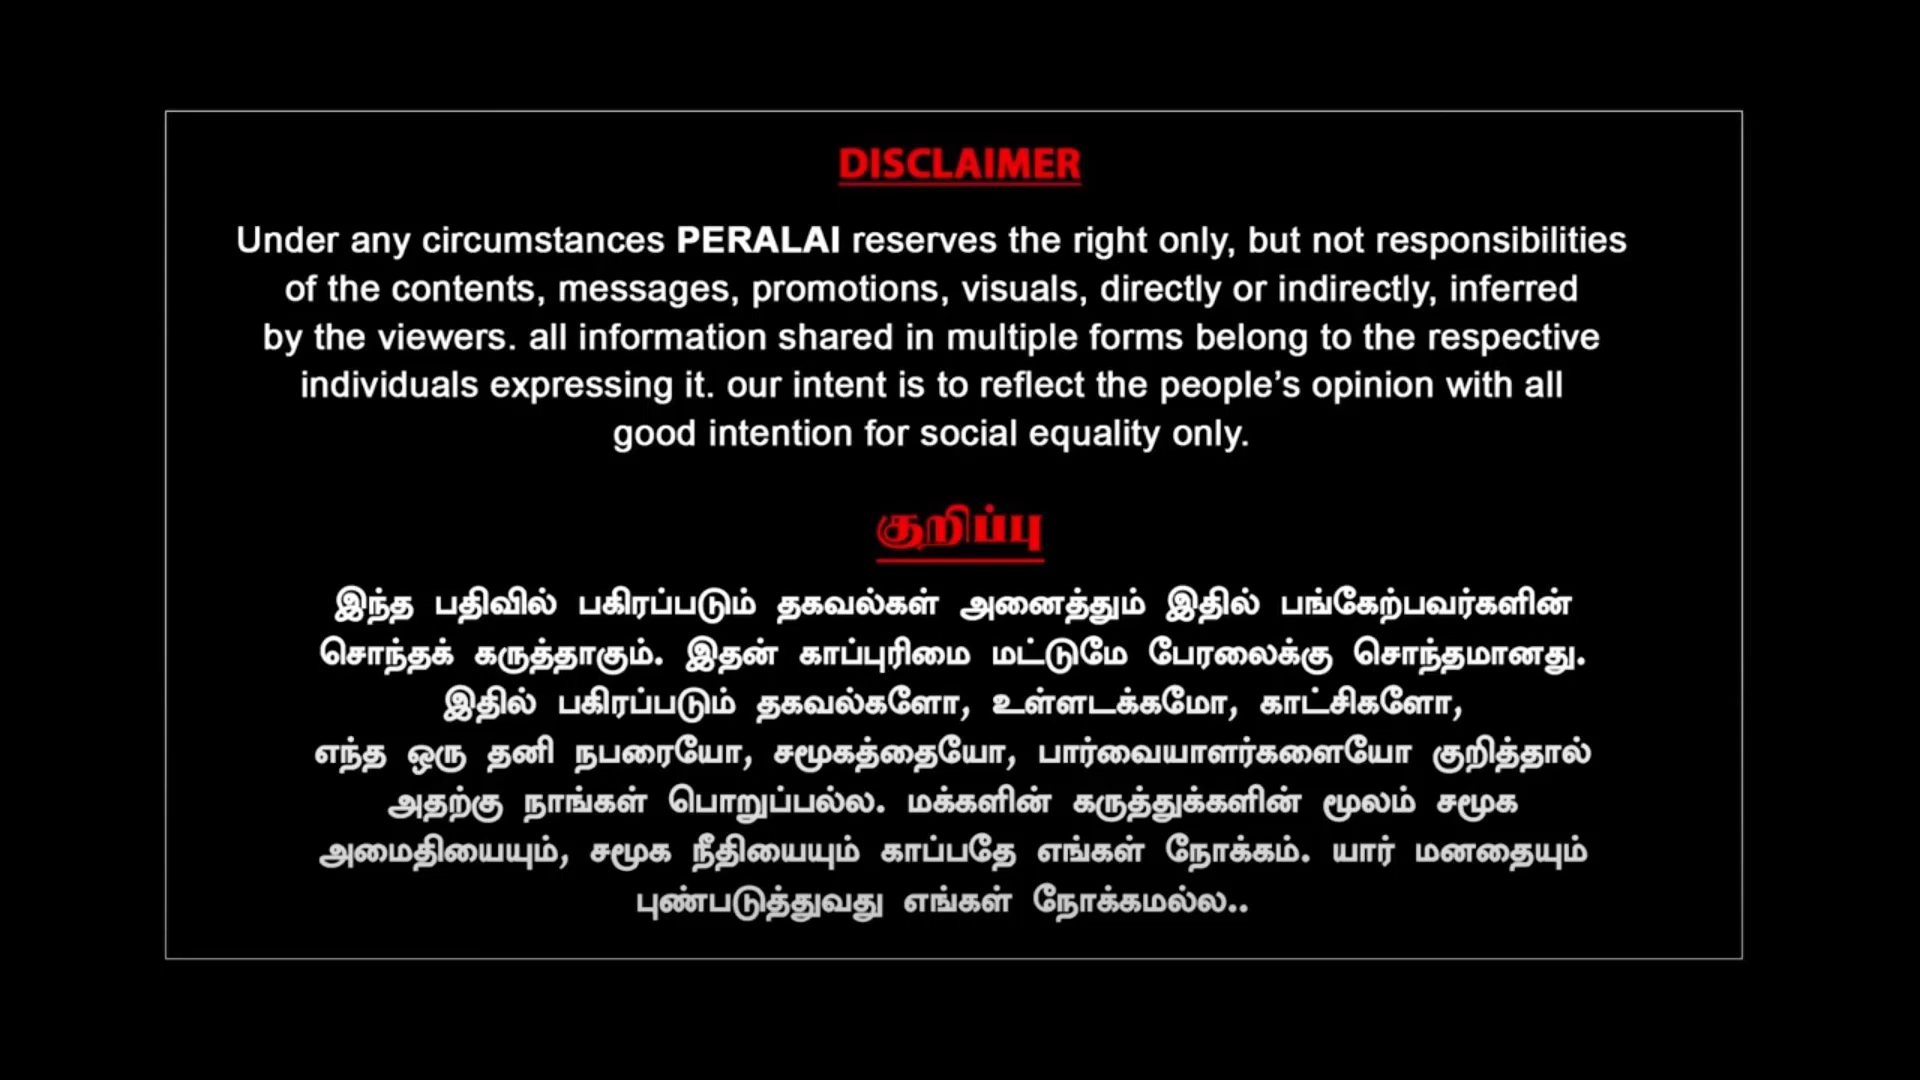 DISCLAIMER
Under any circumstances PERALAI reserves the right only, but not responsibilities
of the contents, messages, promotions, visuals, directly or indirectly, inferred
by the viewers. all information shared in multiple forms belong to the respective
individuals expressing it. our intent is to reflect the people’s opinion with all
good intention for social equality only.
குறிப்பு
இந்த பதிவில் பகிரப்படும் தகவல்கள் அனைத்தும் இதில் பங்கேற்பவர்களின்
சொந்தக் கருத்தாகும். இதன் காப்புரிமை மட்டுமே பேரலைக்கு சொந்தமானது.
இதில் பகிரப்படும் தகவல்களோ, உள்ளடக்கமோ, காட்சிகளோ,
எந்த ஒரு தனி நபரையோ, சமூகத்தையோ, பார்வையாளர்களையோ குறித்தால்
அதற்கு நாங்கள் பொறுப்பல்ல. மக்களின் கருத்துக்களின் மூலம் சமூக
அமைதியையும், சமூக நீதியையும் காப்பதே எங்கள் நோக்கம். யார் மனதையும்
புண்படுத்துவது எங்கள் நோக்கமல்ல..